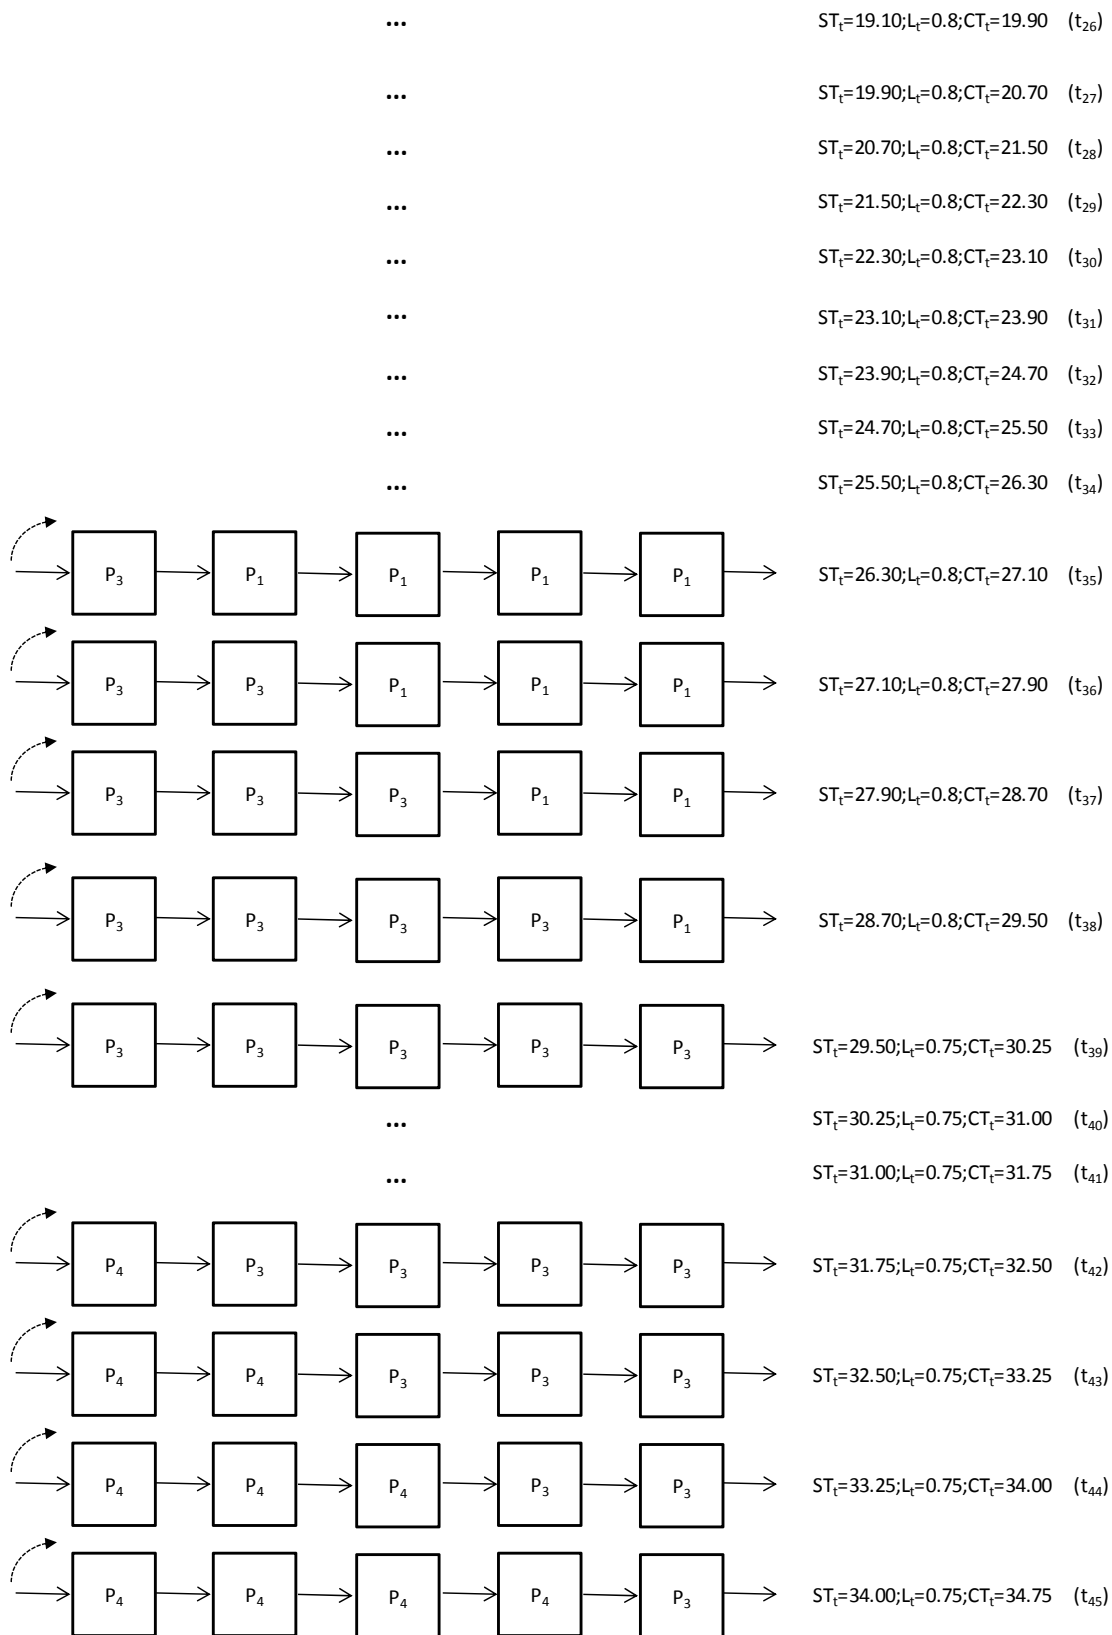 ... ST_t=19.10;L_t=0.8;CT_t=19.90 (t_26)
... ST_t=19.90;L_t=0.8;CT_t=20.70 (t_27)
... ST_t=20.70;L_t=0.8;CT_t=21.50 (t_28)
... ST_t=21.50;L_t=0.8;CT_t=22.30 (t_29)
... ST_t=22.30;L_t=0.8;CT_t=23.10 (t_30)
... ST_t=23.10;L_t=0.8;CT_t=23.90 (t_31)
... ST_t=23.90;L_t=0.8;CT_t=24.70 (t_32)
... ST_t=24.70;L_t=0.8;CT_t=25.50 (t_33)
... ST_t=25.50;L_t=0.8;CT_t=26.30 (t_34)
P_3 P_1 P_1 P_1 P_1 ST_t=26.30;L_t=0.8;CT_t=27.10 (t_35)
P_3 P_3 P_1 P_1 P_1 ST_t=27.10;L_t=0.8;CT_t=27.90 (t_36)
P_3 P_3 P_3 P_1 P_1 ST_t=27.90;L_t=0.8;CT_t=28.70 (t_37)
P_3 P_3 P_3 P_3 P_1 ST_t=28.70;L_t=0.8;CT_t=29.50 (t_38)
P_3 P_3 P_3 P_3 P_3 ST_t=29.50;L_t=0.75;CT_t=30.25 (t_39)
... ST_t=30.25;L_t=0.75;CT_t=31.00 (t_40)
... ST_t=31.00;L_t=0.75;CT_t=31.75 (t_41)
P_4 P_3 P_3 P_3 P_3 ST_t=31.75;L_t=0.75;CT_t=32.50 (t_42)
P_4 P_4 P_3 P_3 P_3 ST_t=32.50;L_t=0.75;CT_t=33.25 (t_43)
P_4 P_4 P_4 P_3 P_3 ST_t=33.25;L_t=0.75;CT_t=34.00 (t_44)
P_4 P_4 P_4 P_4 P_3 ST_t=34.00;L_t=0.75;CT_t=34.75 (t_45)